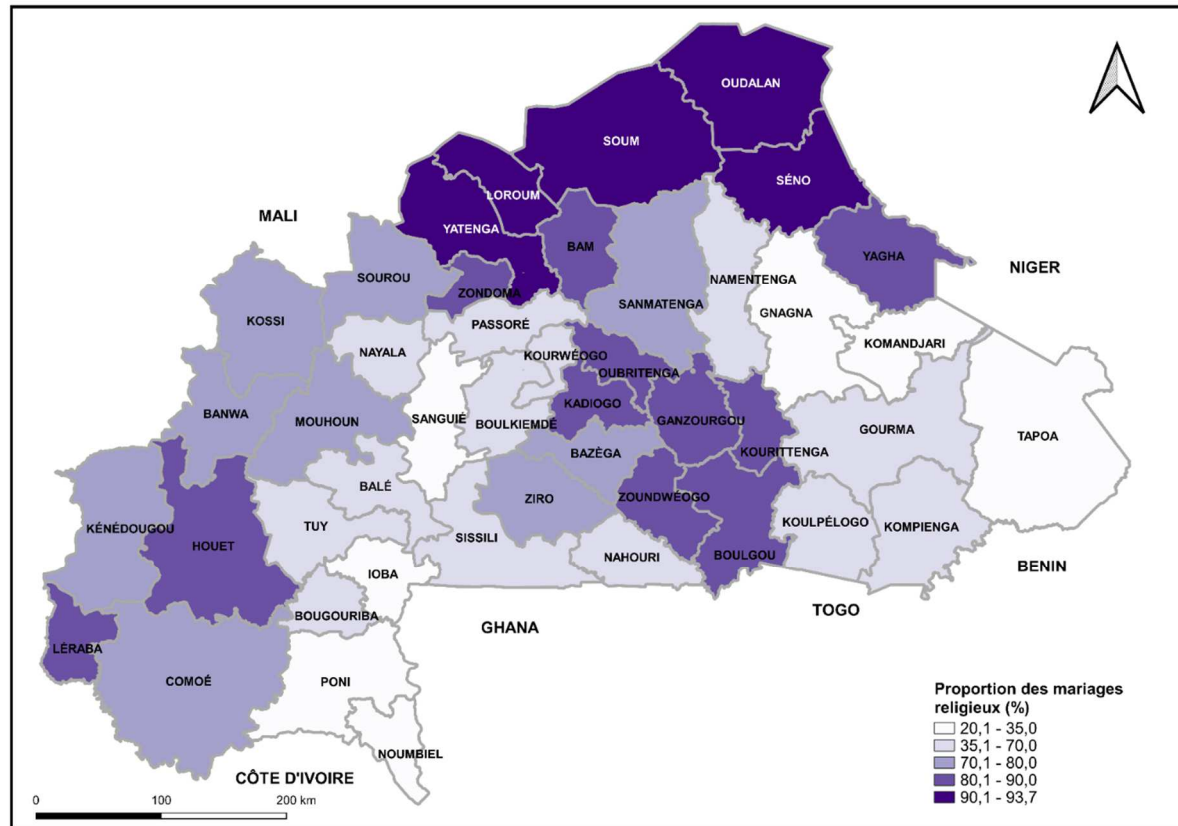 OUDALAN
SOUM
SÉNO
LOROUM
MALI
YATENGA
BAM
YAGHA
SOUROU
NIGER
NAMENTENGA
ZONDOMA
SANMATENGA
GNAGNA
KOSSI
PASSORÉ
KOMANDJARI
NAYALA
KOURWÉOGO
OUBRITENGA
BANWA
KADIOGO
MOUHOUN
SANGUIÉ
BOULKIEMDÉ
GANZOURGOU
GOURMA
TAPOA
KOURITTENGA
BAZÈGA
BALÉ
ZIRO
ZOUNDWÉOGO
KÉNÉDOUGOU
TUY
KOULPÉLOGO
KOMPIENGA
SISSILI
HOUET
NAHOURI
BOULGOU
BENIN
IOBA
TOGO
BOUGOURIBA
GHANA
LÉRABA
COMOÉ
PONI
NOUMBIEL
CÔTE D'IVOIRE
Proportion des mariages
religieux (%)
20,1 - 35,0
35,1 - 70,0
70,1 - 80,0
80,1 - 90,0
90,1 - 93,7
0 100 200 km